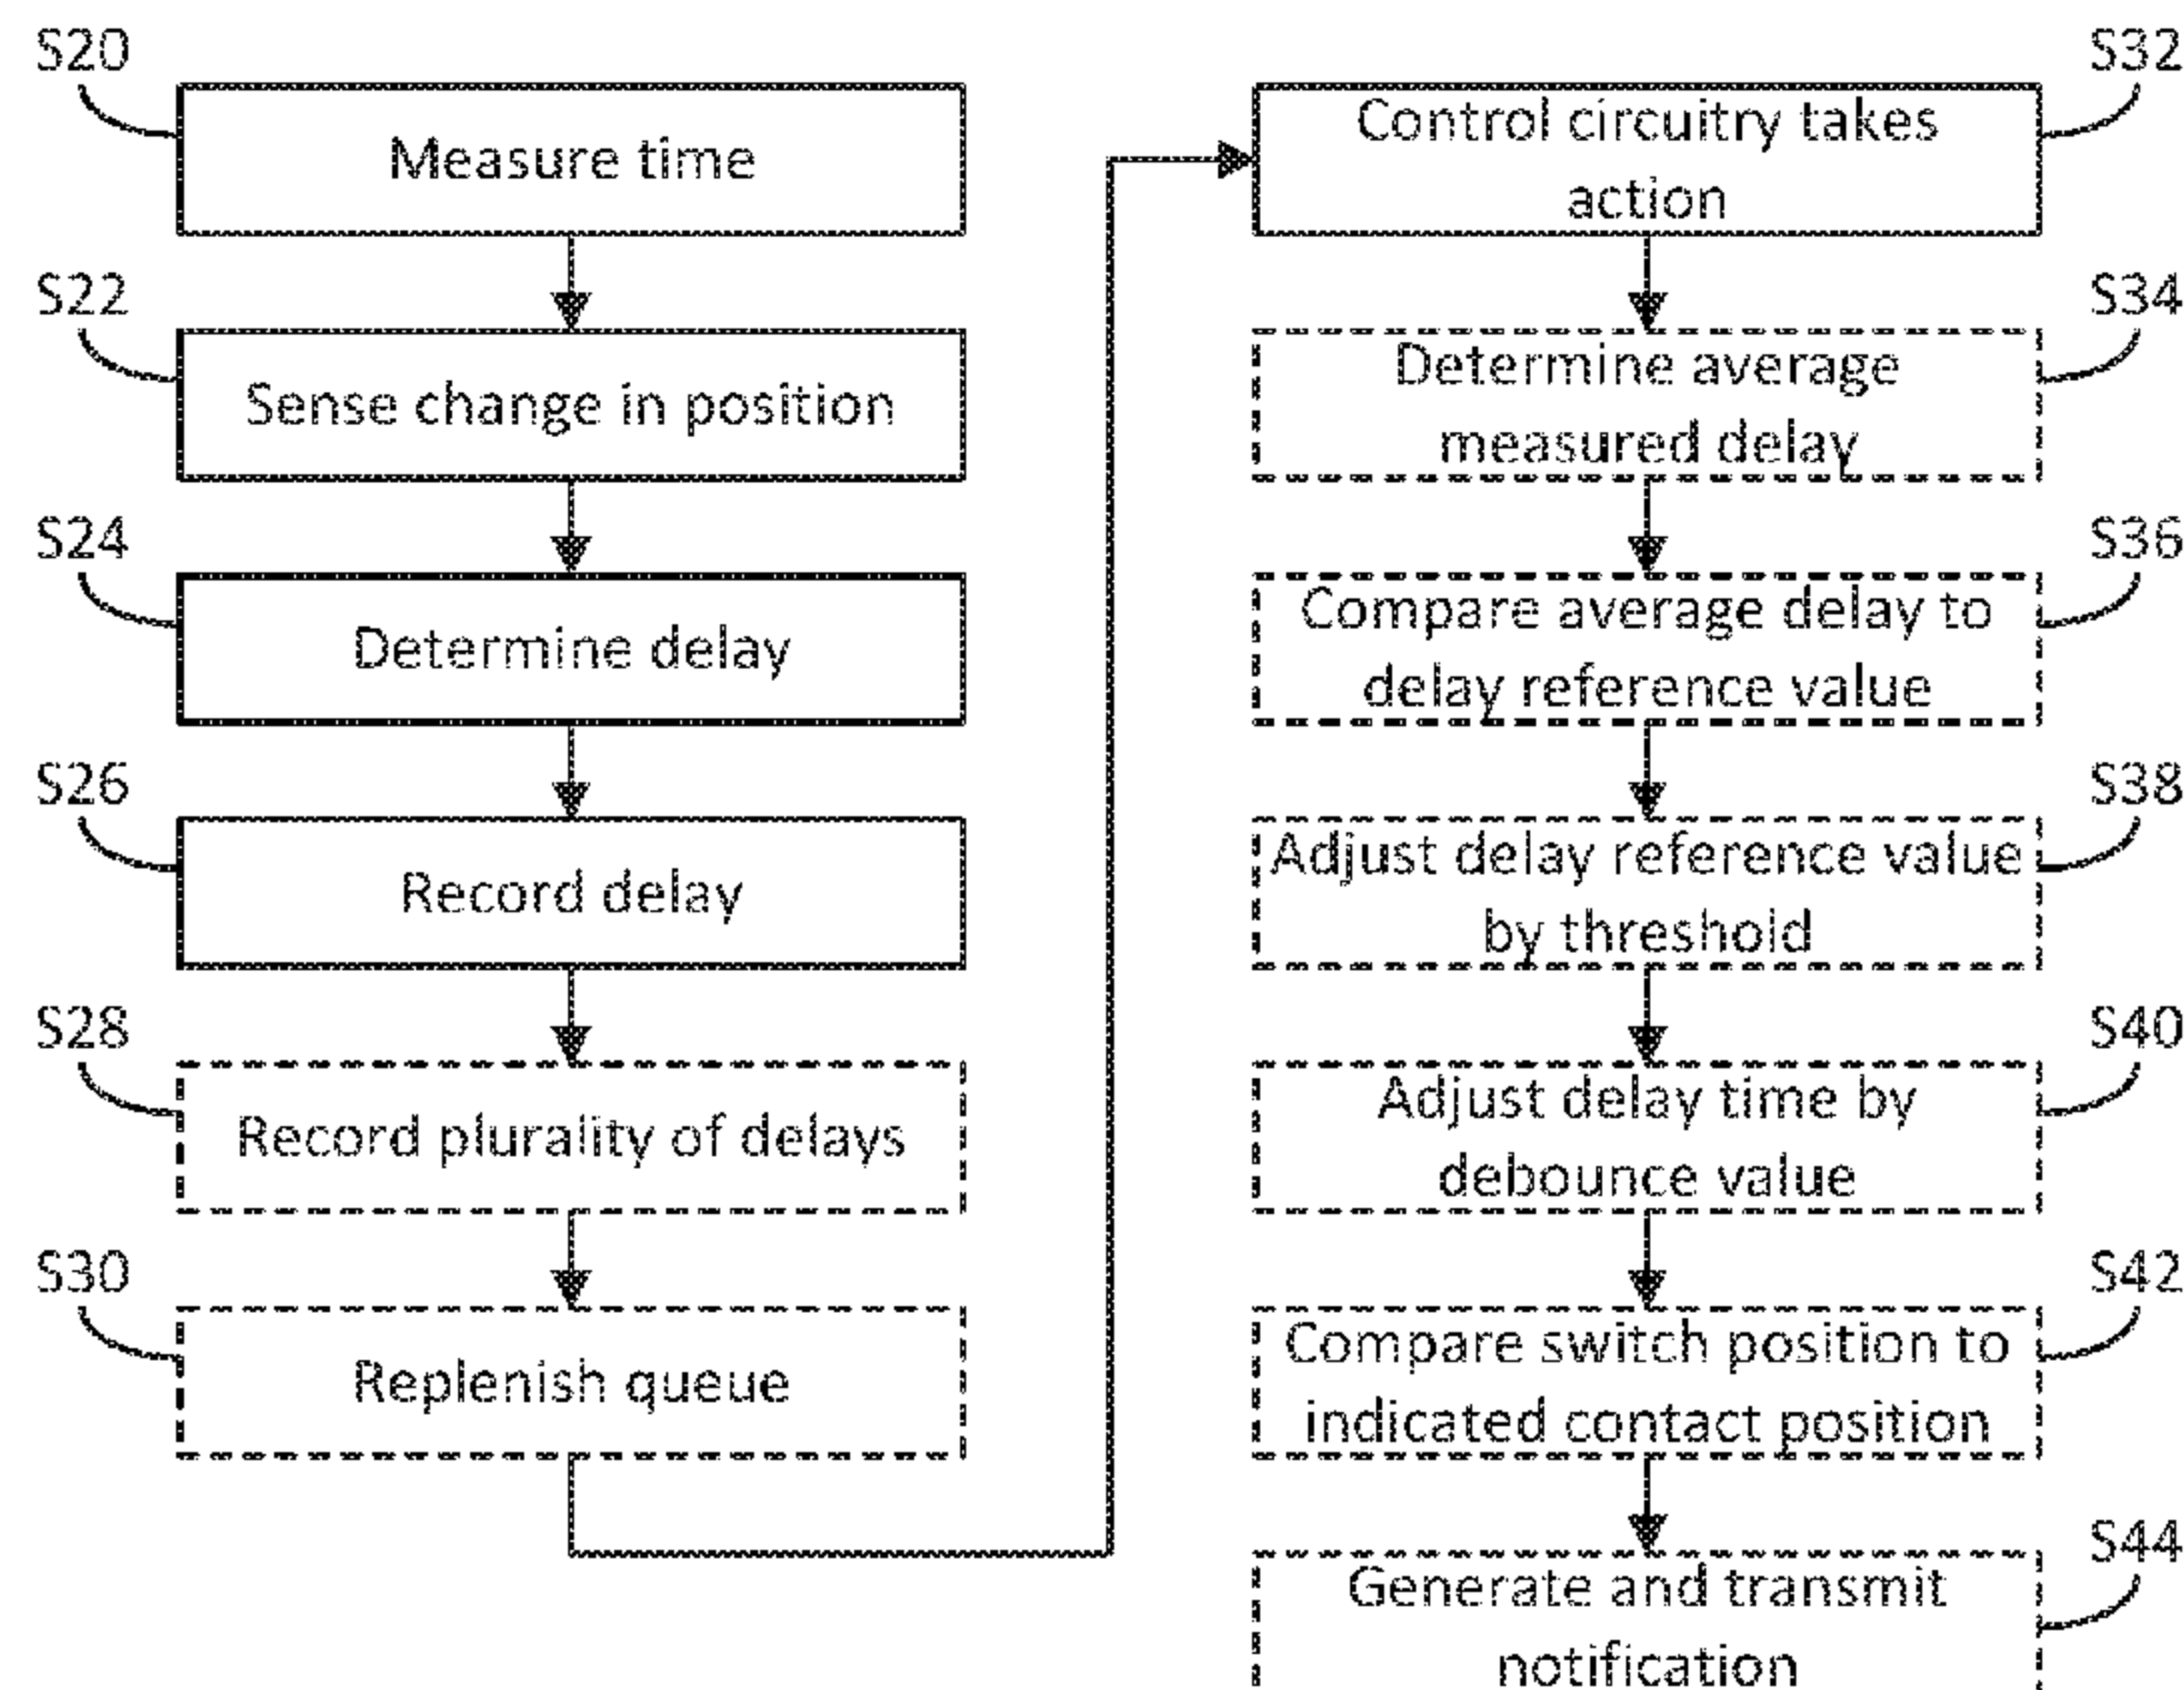 S20
Measure time
S22
Sense change in position
S24
Determine delay
S26
Record delay
S28
Record plurality of delays
S30
Replenish queue
S32
Control circuitry takes
action
S34
Determine average
measured delay
S36
Compare average delay to
delay reference value
S38
Adjust delay reference value
by threshold
S40
Adjust delay time by
debounce value
S42
Compare switch position to
indicated contact position
S44
Generate and transmit
notification